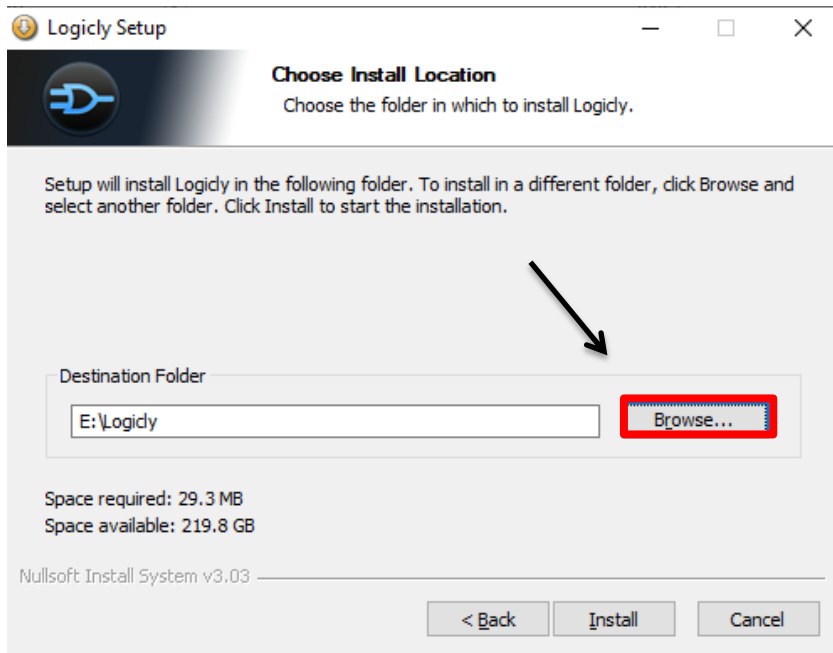 Logicly Setup
Choose Install Location
Choose the folder in which to install Logicly.
Setup will install Logicly in the following folder. To install in a different folder, click Browse and
select another folder. Click Install to start the installation.
Destination Folder
E:\Logicly
Browse...
Space required: 29.3 MB
Space available: 219.8 GB
Nullsoft Install System v3.03
< Back
Install
Cancel